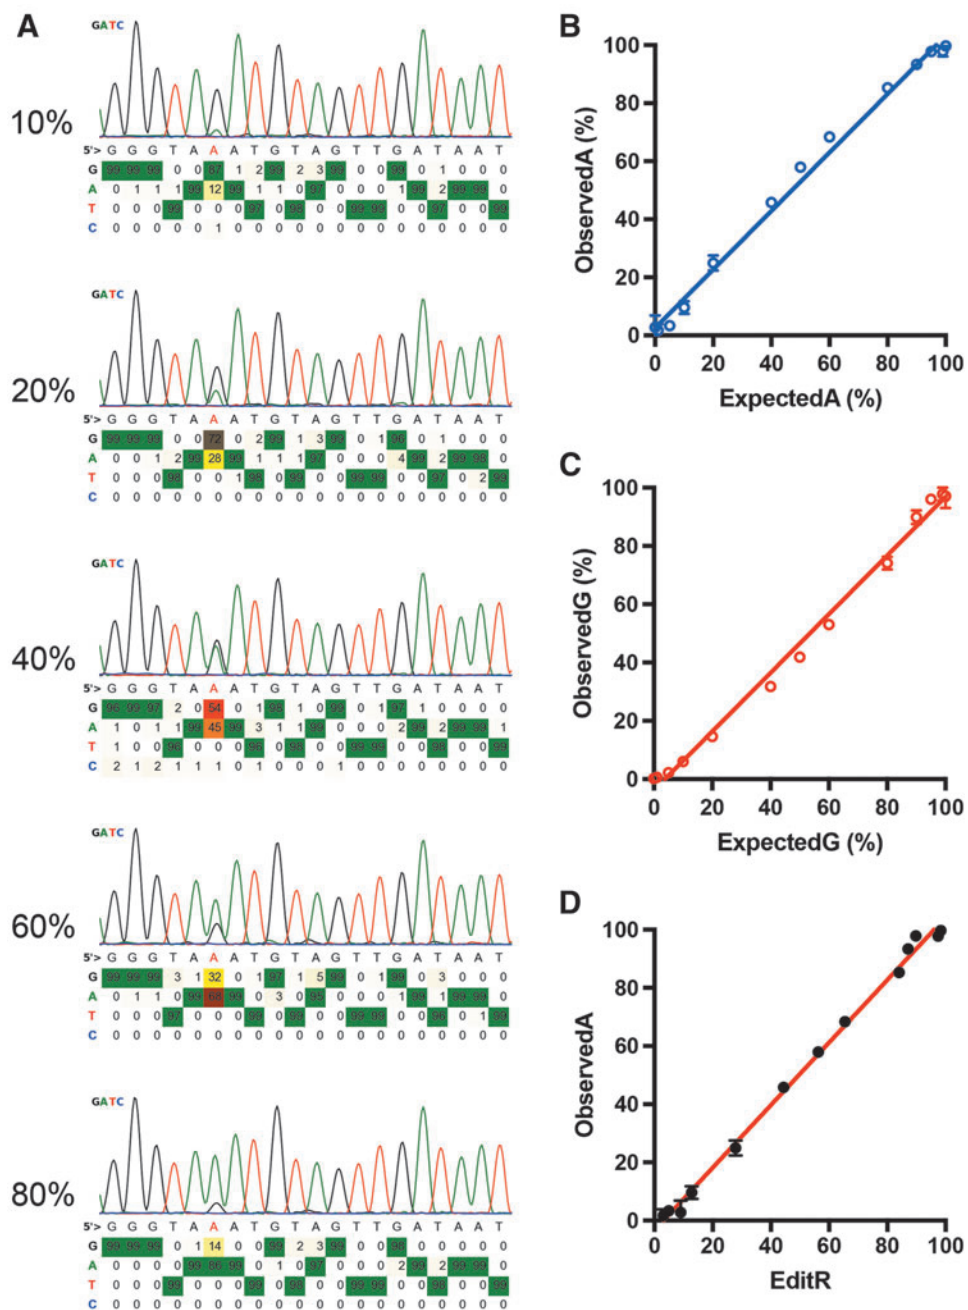 A
GATC
10%
5'> G G G T A A A T G T A G T T G A T A A T
G 99 99 99 0 0 87 1 2 99 2 3 99 0 0 99 0 1 0 0 0
A 0 1 1 1 99 12 99 1 1 0 97 0 0 0 1 99 2 99 99 0
T 0 0 0 99 0 0 0 97 0 98 0 0 99 99 0 0 97 0 0 99
C 0 0 0 0 0 1 0 0 0 0 0 0 0 0 0 0 0 0 0 0
GATC
20%
5'> G G G T A A A T G T A G T T G A T A A T
G 99 99 99 0 0 72 0 2 99 1 3 99 0 1 96 0 1 0 0 0
A 0 0 1 2 99 28 99 1 1 1 97 0 0 0 4 99 2 99 98 0
T 0 0 0 98 0 0 1 98 0 99 0 0 99 99 0 0 97 0 2 99
C 0 0 0 0 0 0 0 0 0 0 0 0 0 0 0 0 0 0 0 0
GATC
40%
5'> G G G T A A A T G T A G T T G A T A A T
G 96 99 97 2 0 54 0 1 98 1 0 99 0 1 97 1 0 0 0 0
A 1 0 1 1 99 45 99 3 1 1 99 0 0 0 2 99 2 99 99 1
T 1 0 0 96 0 0 0 96 0 98 0 0 99 99 0 0 97 0 0 99
C 2 1 2 1 1 1 0 1 0 0 0 1 0 0 0 0 0 0 0 0
GATC
60%
5'> G G G T A A A T G T A G T T G A T A A T
G 99 99 99 3 1 32 0 1 97 1 5 99 0 0 99 0 3 0 0 0
A 0 1 1 0 99 68 99 0 3 0 95 0 0 0 1 99 1 99 99 0
T 0 0 0 97 0 0 0 99 0 99 0 0 99 99 0 0 96 0 1 99
C 0 0 0 0 0 0 0 0 0 0 0 0 0 0 0 0 0 0 0 0
GATC
80%
5'> G G G T A A A T G T A G T T G A T A A T
G 99 99 99 0 1 14 0 0 99 2 3 99 0 0 98 0 0 0 0 0
A 0 0 0 0 99 86 99 0 1 0 97 0 0 0 2 99 2 99 99 0
T 0 0 0 99 0 0 0 99 0 98 0 0 99 99 0 0 97 0 0 99
C 0 0 0 0 0 0 0 0 0 0 0 0 0 0 0 0 0 0 0 0
B
ObservedA (%)
100
80
60
40
20
0
0 20 40 60 80 100
ExpectedA (%)
C
ObservedG (%)
100
80
60
40
20
0
0 20 40 60 80 100
ExpectedG (%)
D
ObservedA
100
80
60
40
20
0
0 20 40 60 80 100
EditR